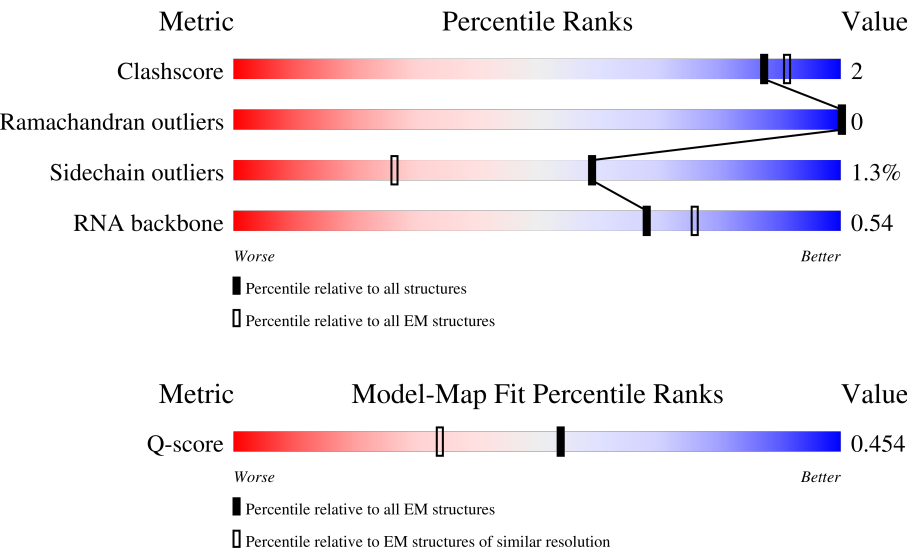 Metric Percentile Ranks Value
Clashscore 2
Ramachandran outliers 0
Sidechain outliers 1.3%
RNA backbone 0.54
Worse Better
Percentile relative to all structures
Percentile relative to all EM structures
Metric Model-Map Fit Percentile Ranks Value
Q-score 0.454
Worse Better
Percentile relative to all EM structures
Percentile relative to EM structures of similar resolution